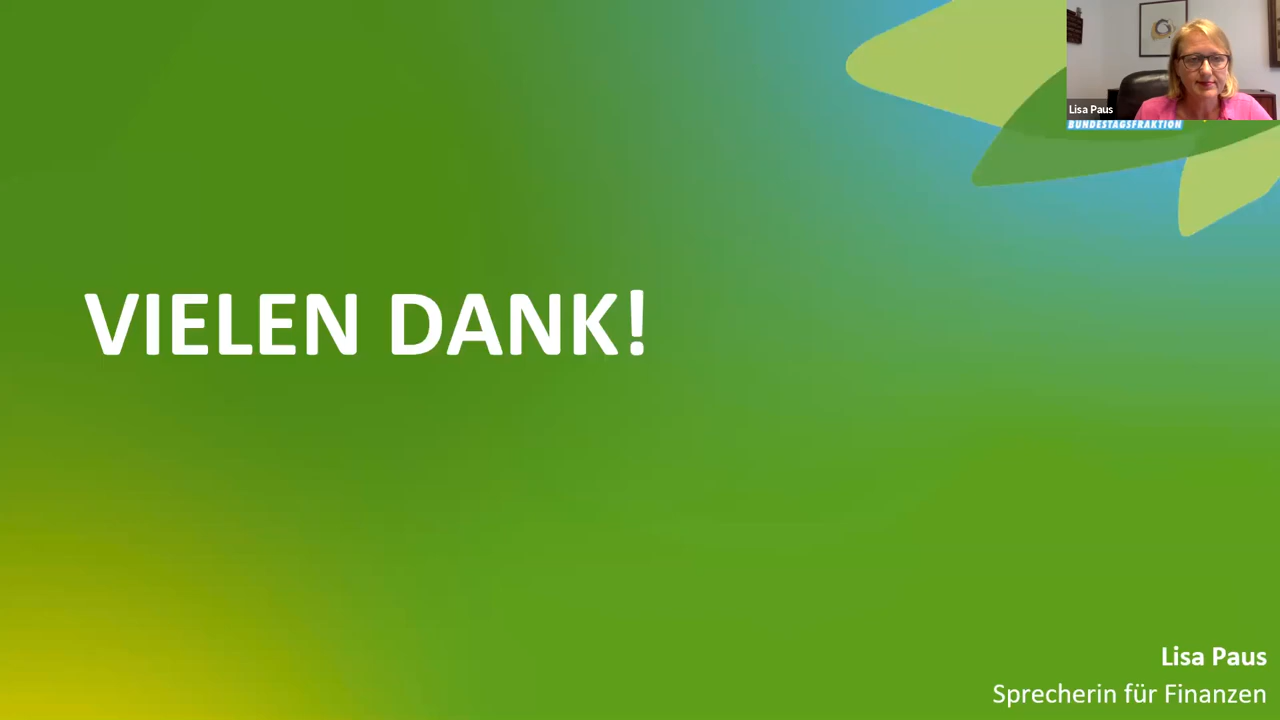 Lisa Paus
BUNDESTAGSFRAKTION
VIELEN DANK!
Lisa Paus
Sprecherin für Finanzen